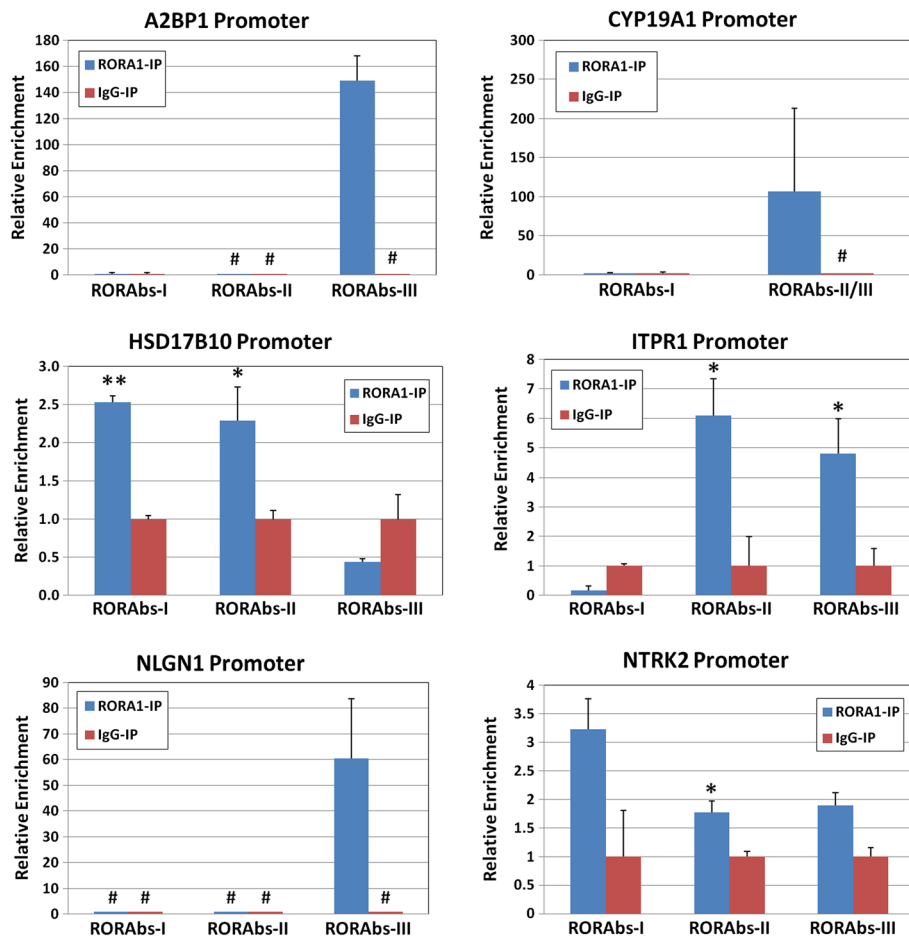 A2BP1 Promoter
Relative Enrichment
180
160
140
120
100
80
60
40
20
0
RORA1-IP
IgG-IP
# # #
RORAbs-I RORAbs-II RORAbs-III
CYP19A1 Promoter
Relative Enrichment
300
250
200
150
100
50
0
RORA1-IP
IgG-IP
#
RORAbs-I RORAbs-II/III
HSD17B10 Promoter
Relative Enrichment
3.0
2.5
2.0
1.5
1.0
0.5
0.0
** *
RORA1-IP
IgG-IP
RORAbs-I RORAbs-II RORAbs-III
ITPR1 Promoter
Relative Enrichment
8
7
6
5
4
3
2
1
0
RORA1-IP
IgG-IP
* *
RORAbs-I RORAbs-II RORAbs-III
NLGN1 Promoter
Relative Enrichment
90
80
70
60
50
40
30
20
10
0
RORA1-IP
IgG-IP
# # # # #
RORAbs-I RORAbs-II RORAbs-III
NTRK2 Promoter
Relative Enrichment
4
3.5
3
2.5
2
1.5
1
0.5
0
RORA1-IP
IgG-IP
*
RORAbs-I RORAbs-II RORAbs-III